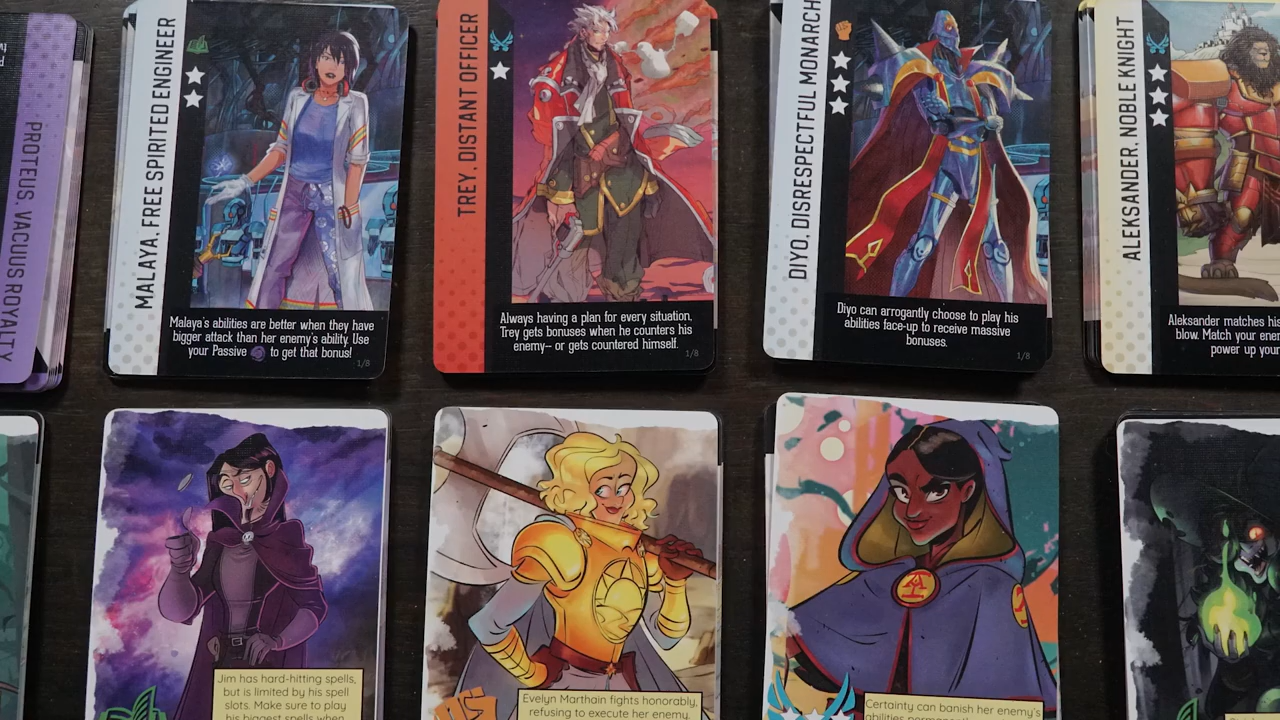 PROTEUS, VACUUS ROYALTY
MALAYA, FREE SPIRITED ENGINEER
Malaya's abilities are better when they have
bigger attack than her enemy's ability. Use
your Passive to get that bonus!
1/8
TREY, DISTANT OFFICER
Always having a plan for every situation,
Trey gets bonuses when he counters his
enemy-- or gets countered himself.
1/8
DIYO, DISRESPECTFUL MONARCH
Diyo can arrogantly choose to play his
abilities face-up to receive massive
bonuses.
1/8
ALEKSANDER, NOBLE KNIGHT
Aleksander matches his
blow. Match your
power up your
Jim has hard-hitting spells,
but is limited by his spell
slots. Make sure to play
his biggest spells when
Evelyn Marthain fights honorably,
refusing to execute her enemy.
Certainty can banish her enemy's
abilities